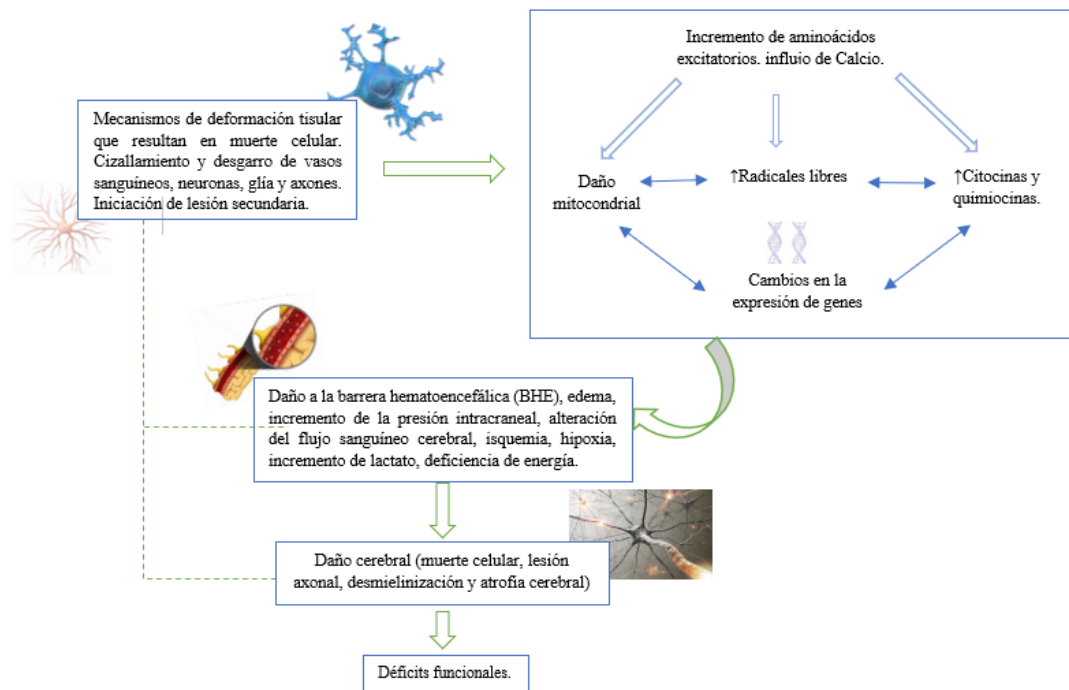 Incremento de aminoácidos
excitatorios. influjo de Calcio.
Mecanismos de deformación tisular
que resultan en muerte celular.
Cizallamiento y desgarro de vasos
sanguíneos, neuronas, glía y axones.
Iniciación de lesión secundaria.
Daño
mitocondrial
↑Radicales libres
↑Citocinas y
quimiocinas.
Cambios en la
expresión de genes
Daño a la barrera hematoencefálica (BHE), edema,
incremento de la presión intracraneal, alteración
del flujo sanguíneo cerebral, isquemia, hipoxia,
incremento de lactato, deficiencia de energía.
Daño cerebral (muerte celular, lesión
axonal, desmielinización y atrofia cerebral)
Déficits funcionales.